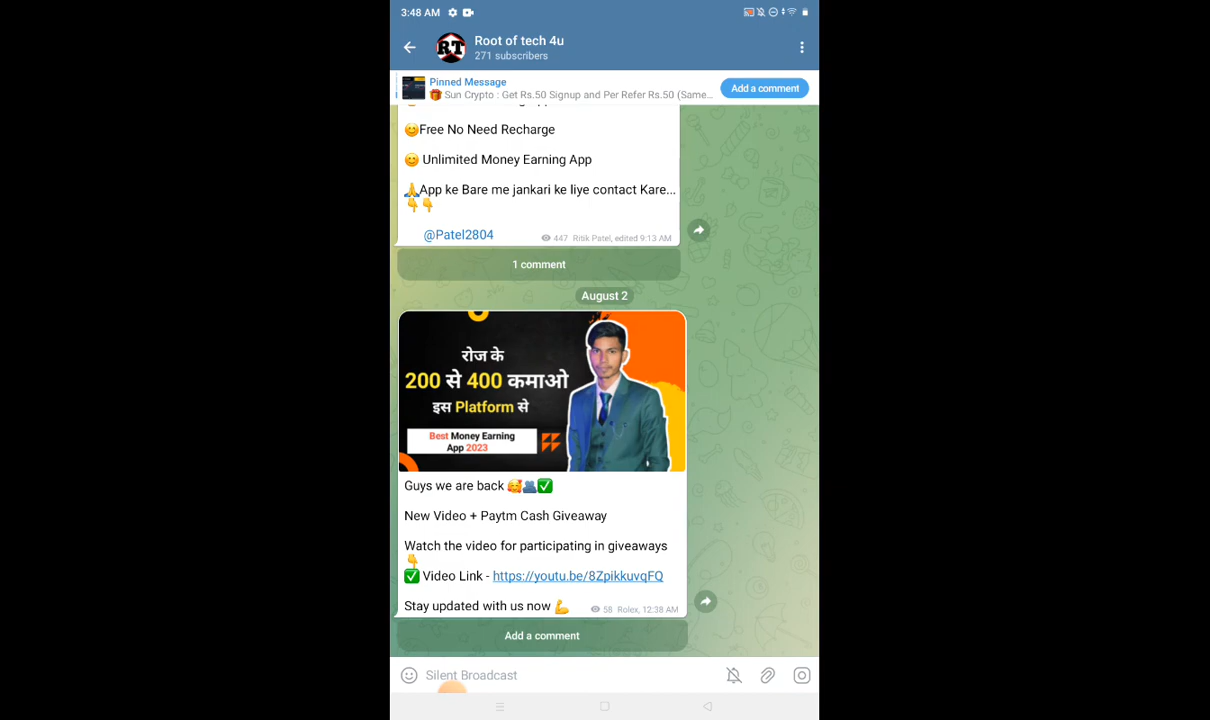 3:48 AM
RT
Root of tech 4u
271 subscribers
Pinned Message
🎁 Sun Crypto : Get Rs.50 Signup and Per Refer Rs.50 (Same...
Add a comment
😊Free No Need Recharge
😊 Unlimited Money Earning App
🙏App ke Bare me jankari ke liye contact Kare...
👇👇
@Patel2804
447 Ritik Patel, edited 9:13 AM
1 comment
August 2
रोज के
200 से 400 कमाओ
इस Platform से
Best Money Earning
App 2023
Guys we are back 🥰🫂✅
New Video + Paytm Cash Giveaway
Watch the video for participating in giveaways
👇
✅ Video Link - https://youtu.be/8ZpikkuvqFQ
Stay updated with us now 💪
58 Rolex, 12:38 AM
Add a comment
Silent Broadcast